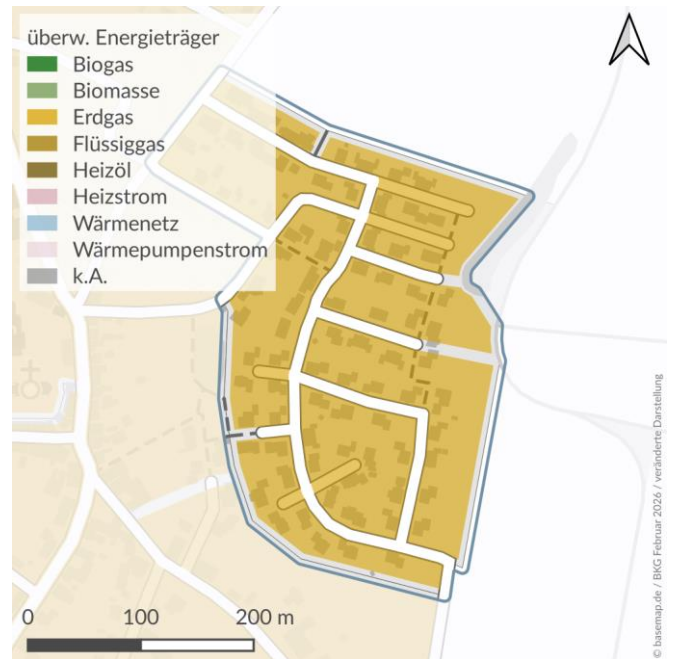 überw. Energieträger
Biogas
Biomasse
Erdgas
Flüssiggas
Heizöl
Heizstrom
Wärmenetz
Wärmepumpenstrom
k.A.
© basemap.de / BKG Februar 2026 / veränderte Darstellung
0 100 200 m